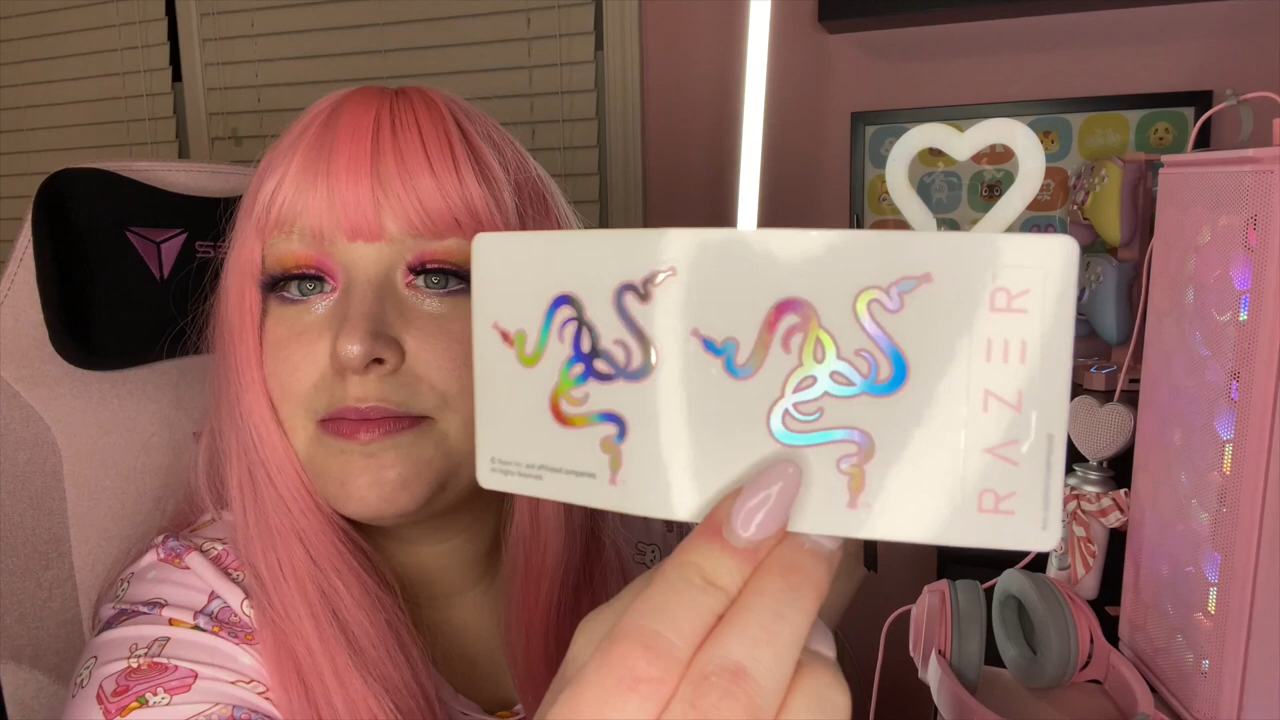 © Razer Inc. and affiliated companies.
All Rights Reserved.
RAZER